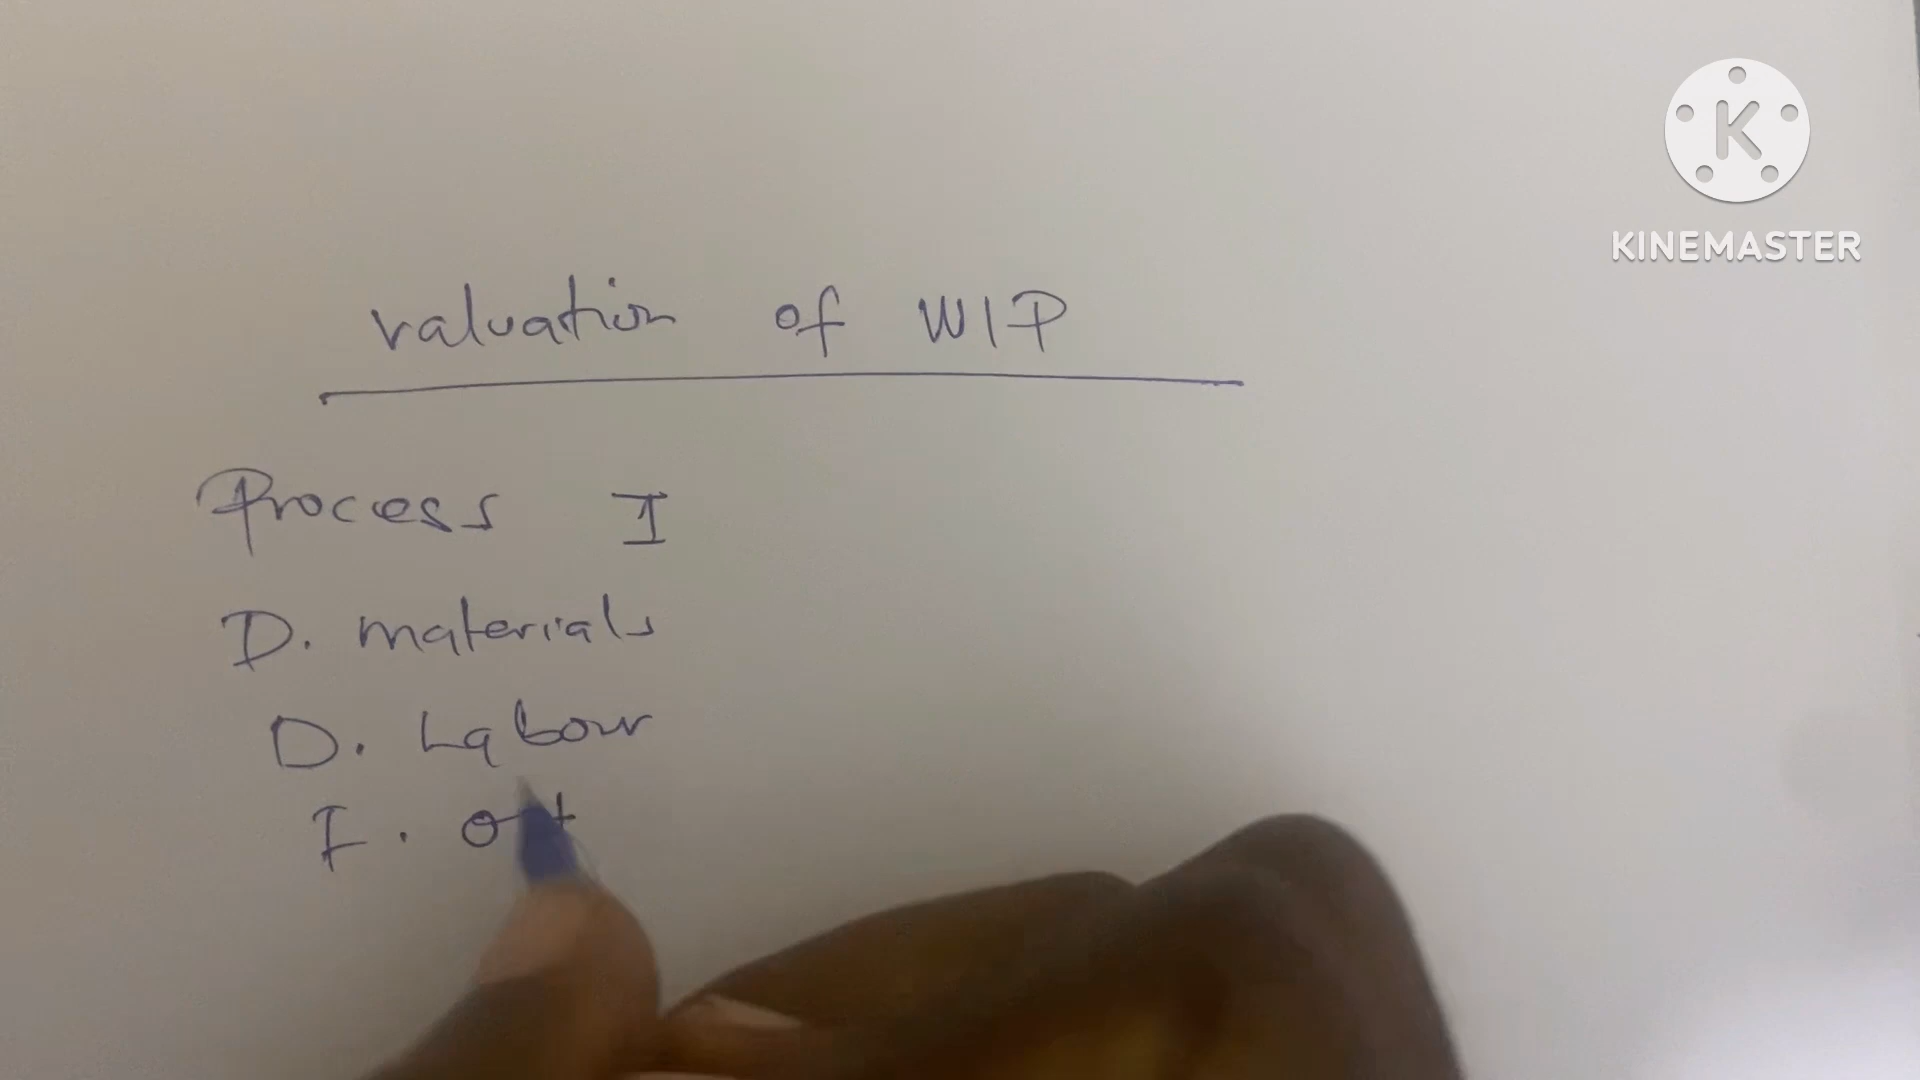 K
KINEMASTER
valuation of WIP
Process I
D. materials
D. Labour
I.